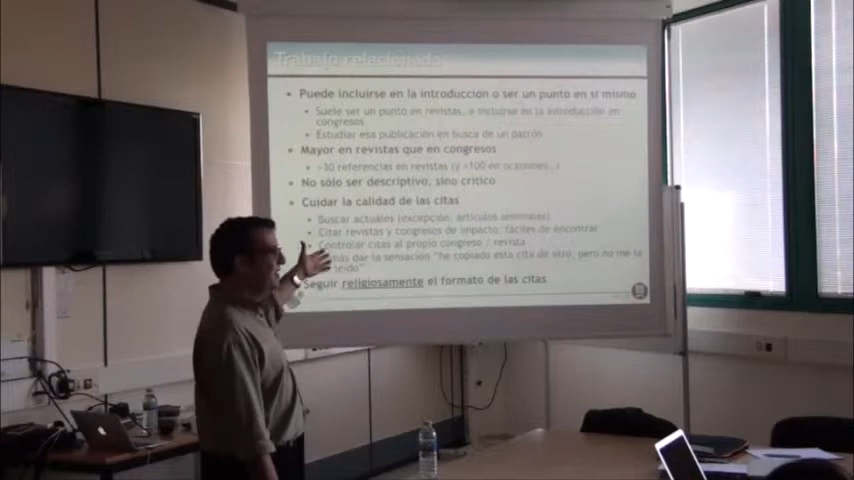 Trabajo relacionado
Puede incluirse en la introduccion o ser un punto en si mismo
Suele ser un punto en revistas, o incluirse en la introducción en
congresos
Estudiar esa publicación en busca de un patrón
Mayor en revistas que en congresos
30 referencias en revistas (y 100 en ocasiones...)
No sólo ser descriptivo, sino crítico
Cuidar la calidad de las citas
Buscar actuales (excepción, artículos seminales)
Citar revistas y congresos de impacto, fáciles de encontrar
Controlar citas al propio congreso / revista
más dar la sensación "he copiado esta cita de otro, pero no me la
leido"
Seguir religiosamente el formato de las citas